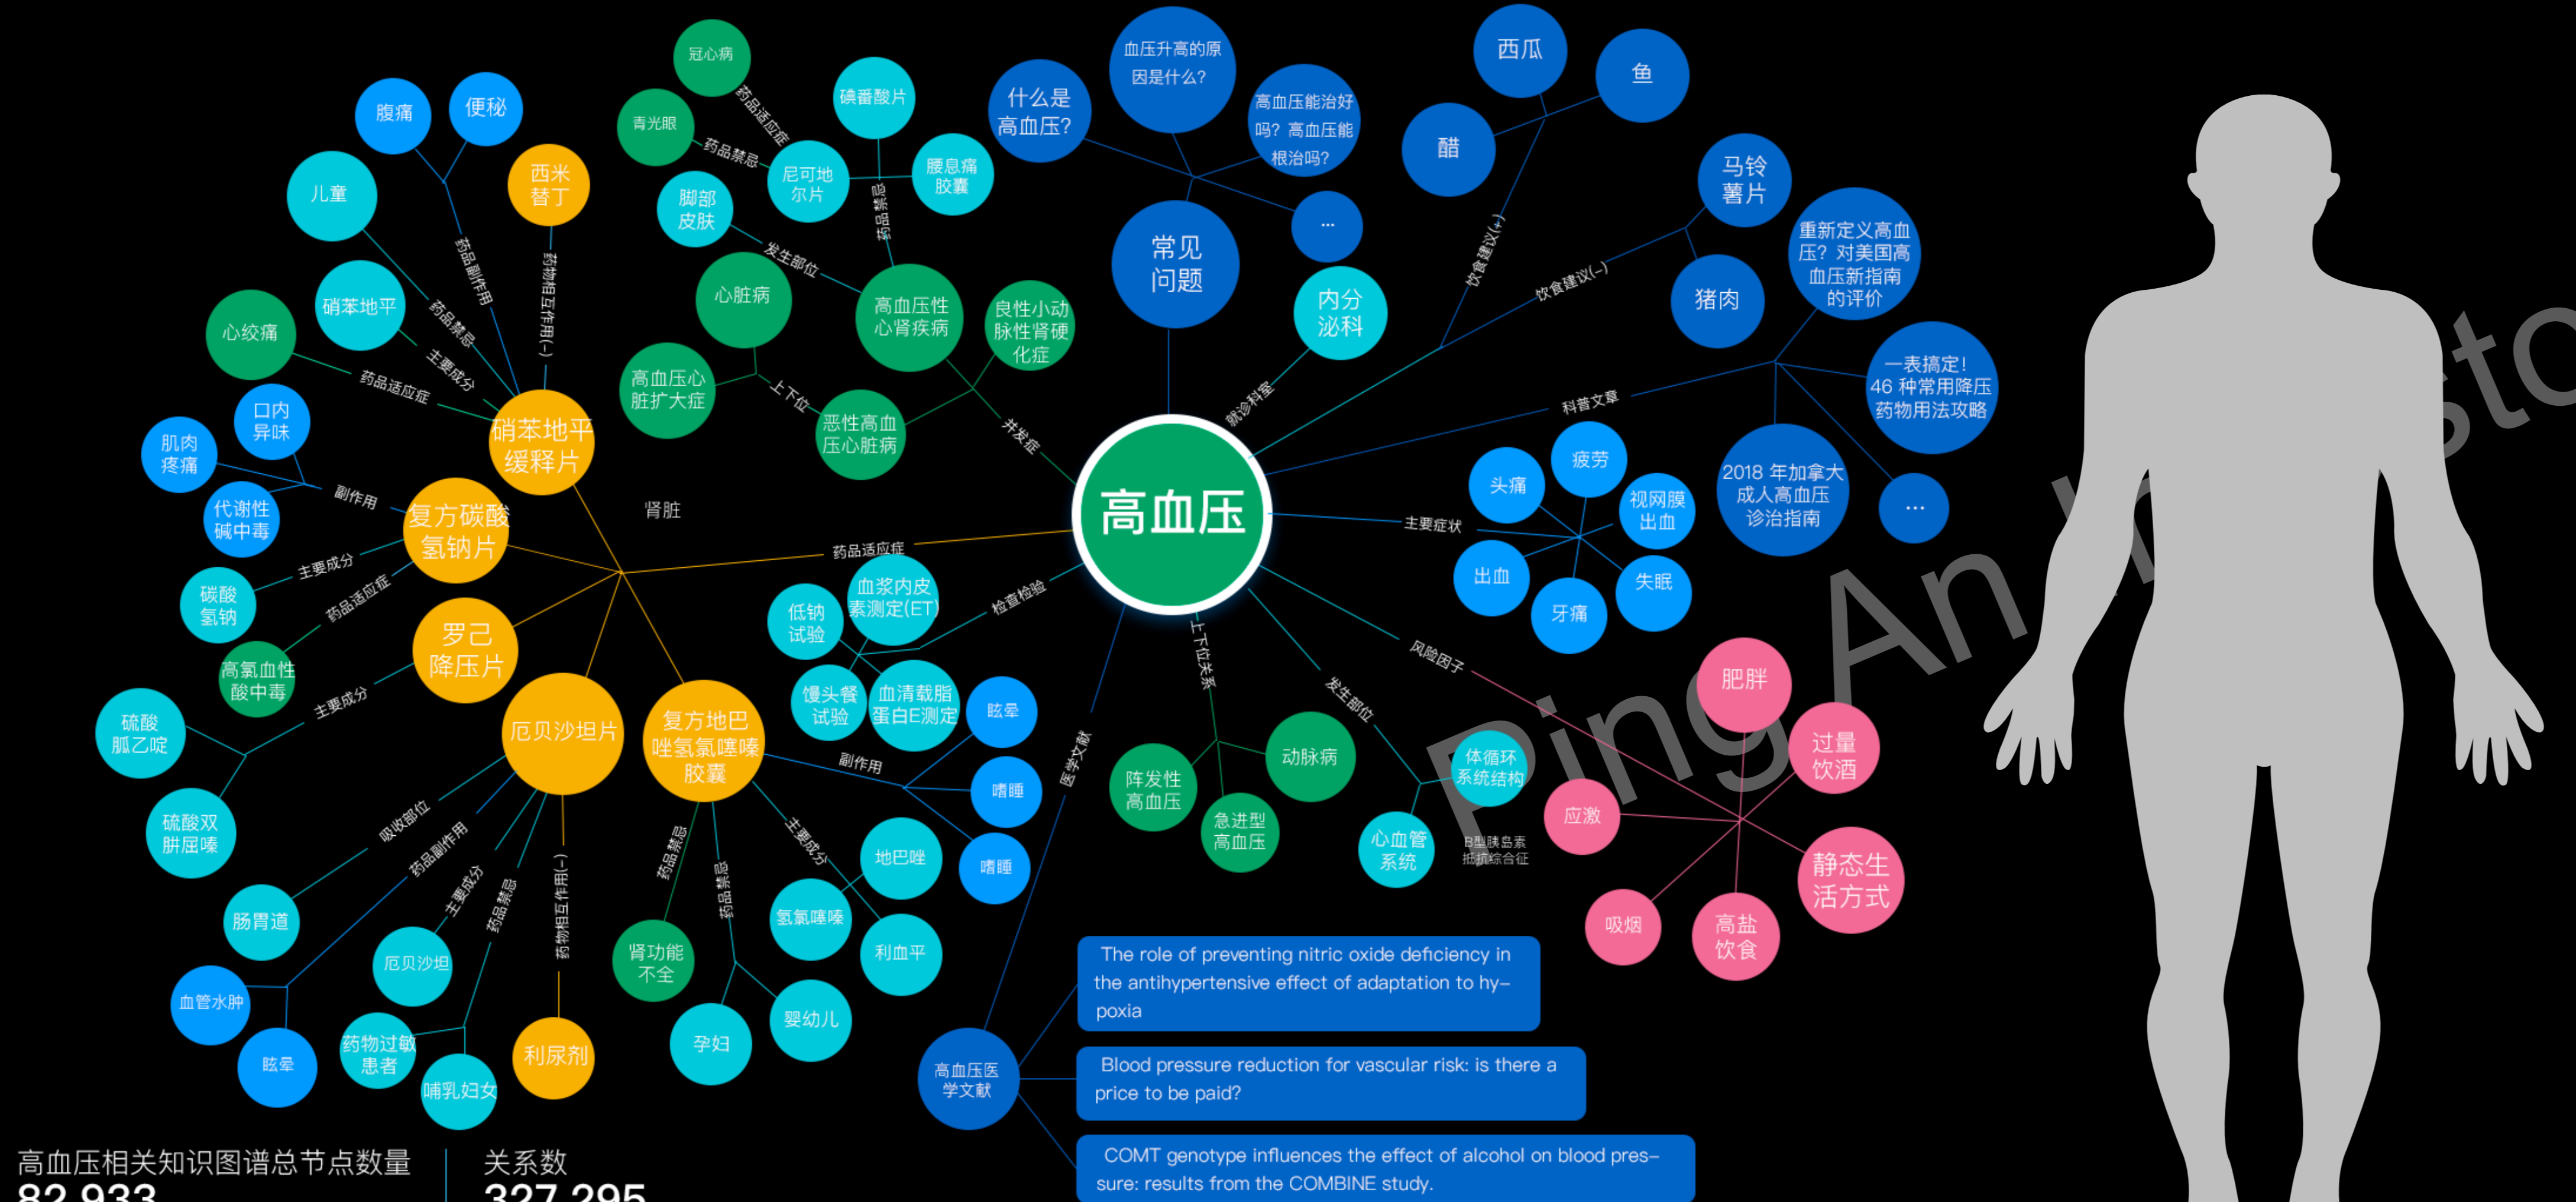 冠心病
药品适应症
青光眼
药品禁忌
碘番酸片
尼可地
尔片
腰息痛
胶囊
药品禁忌
脚部
皮肤
发生部位
腹痛
便秘
西米
替丁
儿童
药品副作用
药物相互作用(-)
硝苯地平
药品禁忌
主要成分
心绞痛
药品适应症
硝苯地平
缓释片
口内
异味
肌肉
疼痛
代谢性
碱中毒
副作用
复方碳酸
氢钠片
主要成分
碳酸
氢钠
药品适应症
高氯血性
酸中毒
罗己
降压片
主要成分
硫酸
胍乙啶
硫酸双
肼屈嗪
厄贝沙坦片
吸收部位
肠胃道
药品副作用
血管水肿
眩晕
主要成分
厄贝沙坦
药品禁忌
药物过敏
患者
哺乳妇女
药物相互作用(-)
利尿剂
复方地巴
唑氢氯噻嗪
胶囊
副作用
眩晕
嗜睡
嗜睡
主要成分
地巴唑
氢氯噻嗪
利血平
药品禁忌
肾功能
不全
药品禁忌
孕妇
婴幼儿
肾脏
药品适应症
心脏病
高血压心
脏扩大症
上下位
恶性高血
压心脏病
高血压性
心肾疾病
良性小动
脉性肾硬
化症
并发症
低钠
试验
血浆内皮
素测定(ET)
馒头餐
试验
血清载脂
蛋白E测定
检查检验
高血压
什么是
高血压?
血压升高的原
因是什么?
高血压能治好
吗? 高血压能
根治吗?
...
常见
问题
内分
泌科
就诊科室
西瓜
鱼
醋
饮食建议(+)
饮食建议(-)
马铃
薯片
猪肉
科普文章
重新定义高血
压? 对美国高
血压新指南
的评价
一表搞定!
46 种常用降压
药物用法攻略
2018 年加拿大
成人高血压
诊治指南
...
主要症状
头痛
疲劳
视网膜
出血
出血
牙痛
失眠
风险因子
肥胖
过量
饮酒
应激
静态生
活方式
吸烟
高盐
饮食
发生部位
体循环
系统结构
心血管
系统
B型胰岛素
抵抗综合征
上下位关系
阵发性
高血压
急进型
高血压
动脉病
医学文献
高血压医
学文献
The role of preventing nitric oxide deficiency in
the antihypertensive effect of adaptation to hy-
poxia
Blood pressure reduction for vascular risk: is there a
price to be paid?
COMT genotype influences the effect of alcohol on blood pres-
sure: results from the COMBINE study.
高血压相关知识图谱总节点数量
82,933
关系数
327,295
Ping An